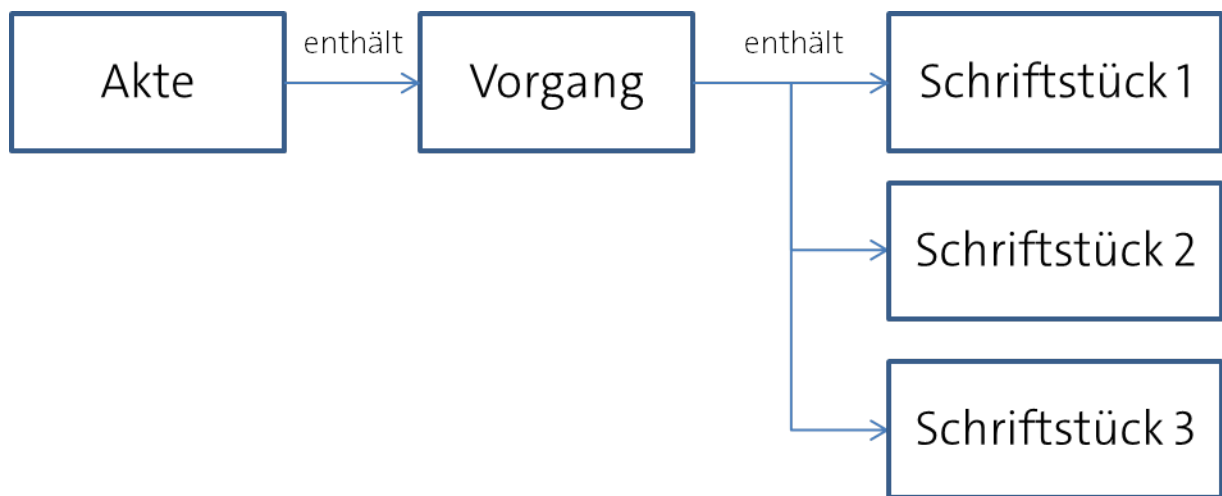 Akte
enthält
Vorgang
enthält
Schriftstück 1
Schriftstück 2
Schriftstück 3